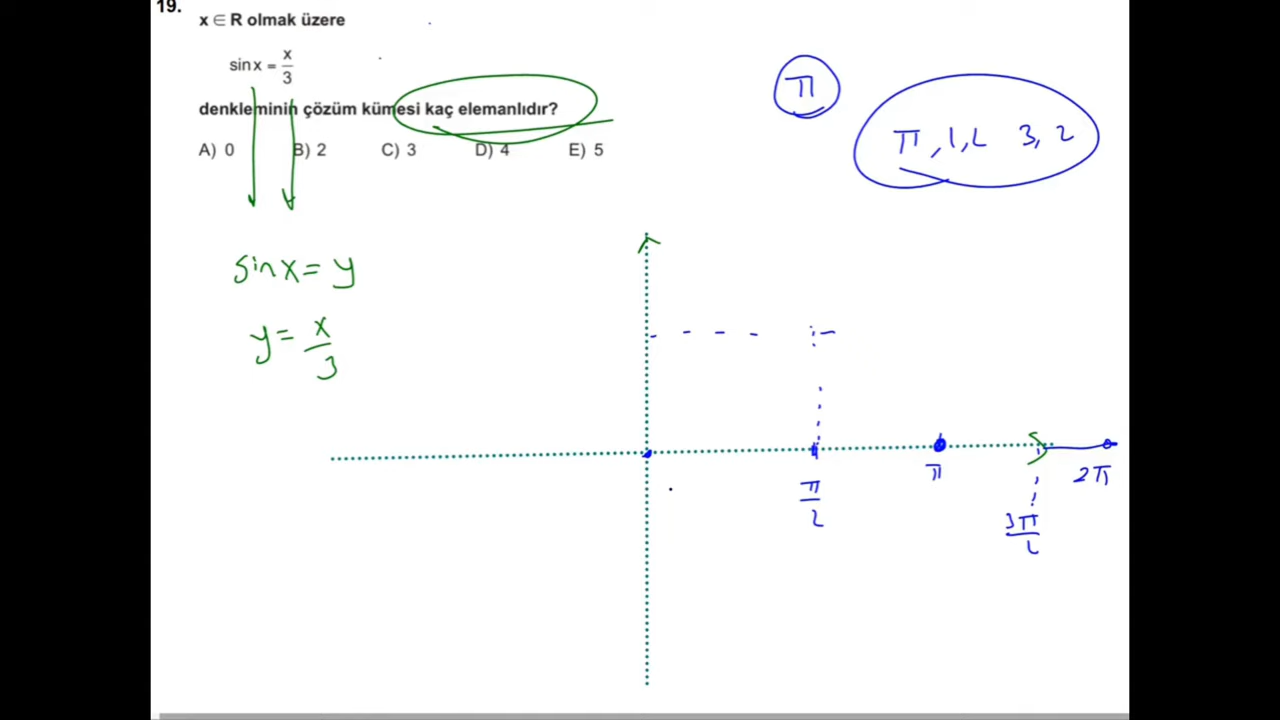 19.
x ∈ R olmak üzere
sin x = x/3
denkleminin çözüm kümesi kaç elemanlıdır?
A) 0 B) 2 C) 3 D) 4 E) 5
π
π, 1, 2 3, 2
sinx = y
y = x/3
π/2
π
3π/2
2π